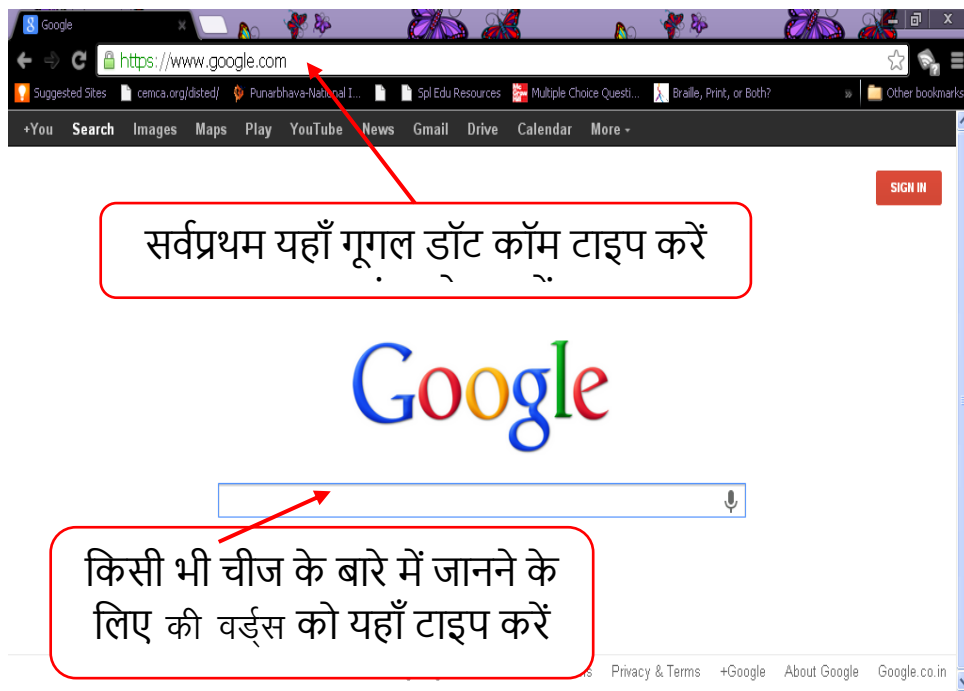 Google
https://www.google.com
Suggested Sites cemca.org/disted/ Punarbhava-National I... Spl Edu Resources Multiple Choice Questi... Braille, Print, or Both? » Other bookmarks
+You Search Images Maps Play YouTube News Gmail Drive Calendar More
SIGN IN
सर्वप्रथम यहाँ गूगल डॉट कॉम टाइप करें
Google
किसी भी चीज के बारे में जानने के
लिए की वर्ड्स को यहाँ टाइप करें
Privacy & Terms +Google About Google Google.co.in